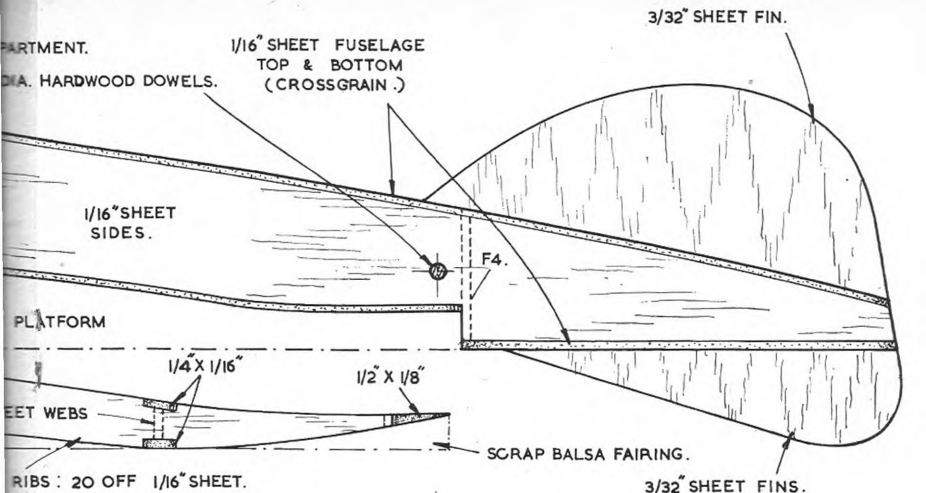 3/32" SHEET FIN.
PARTMENT.
1/16" SHEET FUSELAGE
TOP & BOTTOM
(CROSSGRAIN.)
DIA. HARDWOOD DOWELS.
1/16" SHEET
SIDES.
F4.
PLATFORM
1/4" X 1/16"
1/2" X 1/8"
EET WEBS
SCRAP BALSA FAIRING.
RIBS: 20 OFF 1/16" SHEET.
3/32" SHEET FINS.